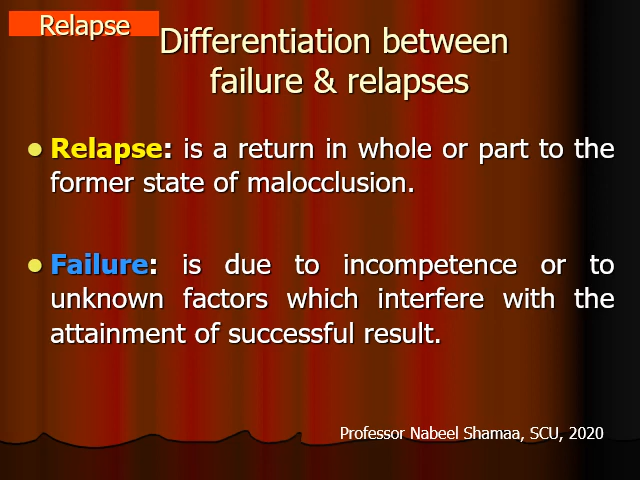 Relapse
Differentiation between
failure & relapses
Relapse: is a return in whole or part to the
former state of malocclusion.
Failure: is due to incompetence or to
unknown factors which interfere with the
attainment of successful result.
Professor Nabeel Shamaa, SCU, 2020